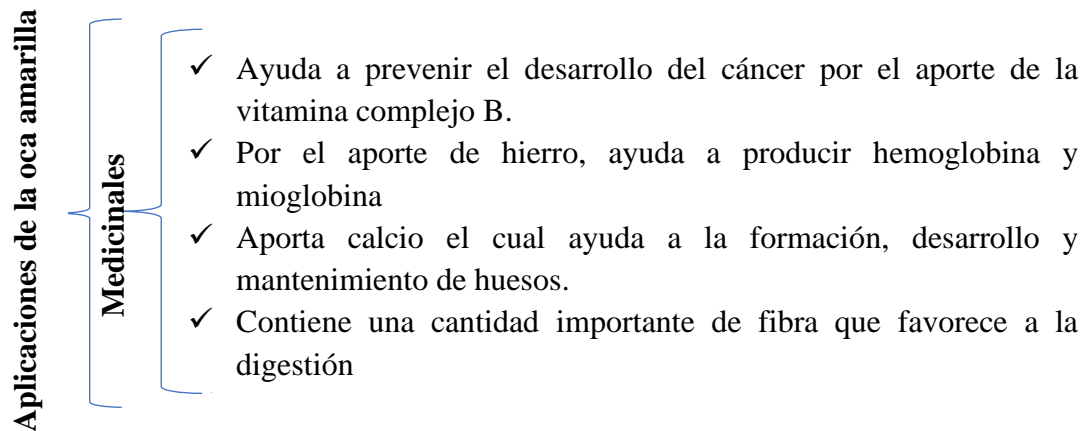 Aplicaciones de la oca amarilla
Medicinales
✓ Ayuda a prevenir el desarrollo del cáncer por el aporte de la
vitamina complejo B.
✓ Por el aporte de hierro, ayuda a producir hemoglobina y
mioglobina
✓ Aporta calcio el cual ayuda a la formación, desarrollo y
mantenimiento de huesos.
✓ Contiene una cantidad importante de fibra que favorece a la
digestión